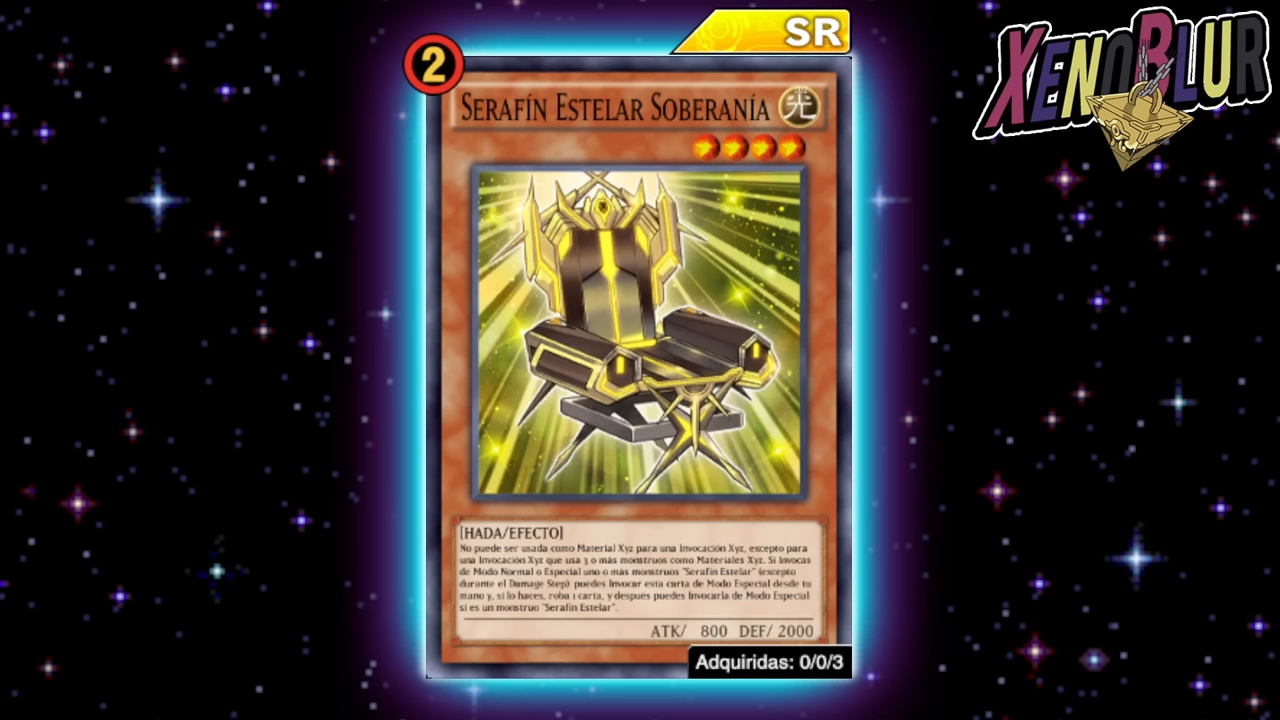 SR
XENOBLUR
2
SERAFÍN ESTELAR SOBERANÍA
光
[HADA/EFECTO]
No puede ser usada como Material Xyz para una Invocación Xyz, excepto para
una Invocación Xyz que usa 3 o más monstruos como Materiales Xyz. Si Invocas
de Modo Normal o Especial uno o más monstruos "Serafín Estelar" (excepto
durante el Damage Step): puedes Invocar esta carta de Modo Especial desde tu
mano y, si lo haces, roba 1 carta, y después puedes Invocarla de Modo Especial
si es un monstruo "Serafín Estelar".
ATK/ 800 DEF/ 2000
Adquiridas: 0/0/3